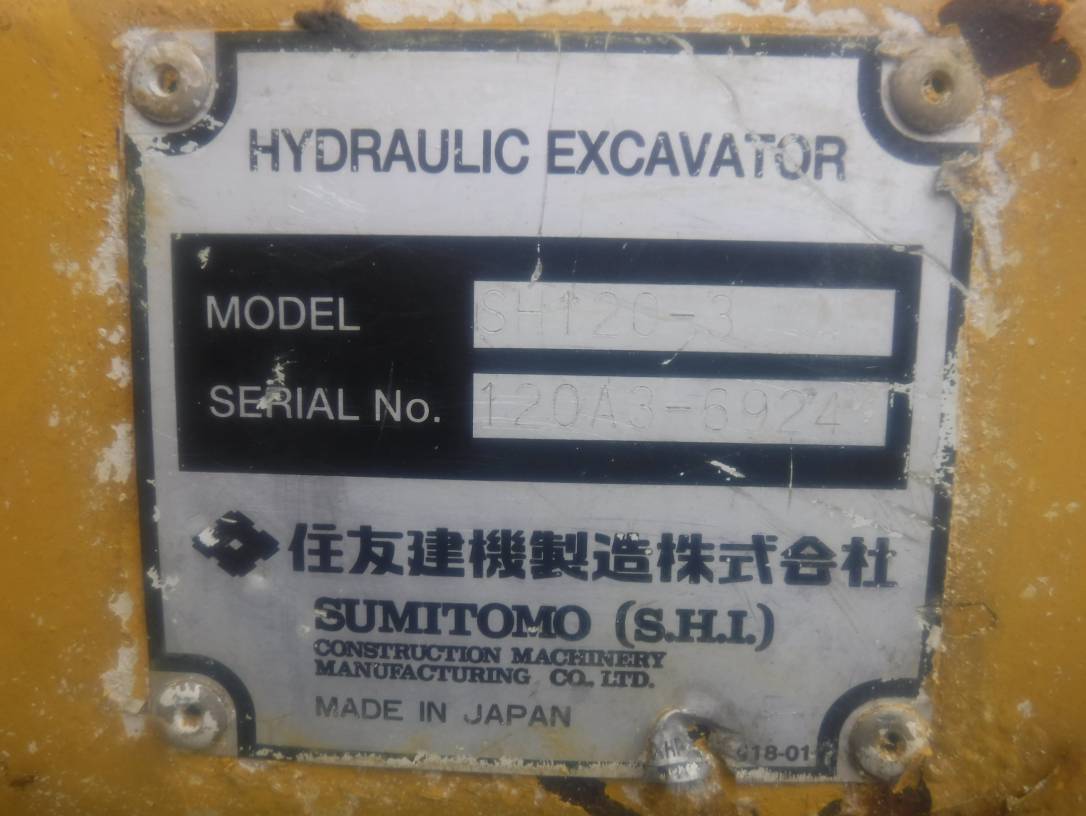 HYDRAULIC EXCAVATOR
MODEL SH120-3
SERIAL No. 120A3-6924
住友建機製造株式会社
SUMITOMO (S.H.I.)
CONSTRUCTION MACHINERY
MANUFACTURING CO., LTD.
MADE IN JAPAN